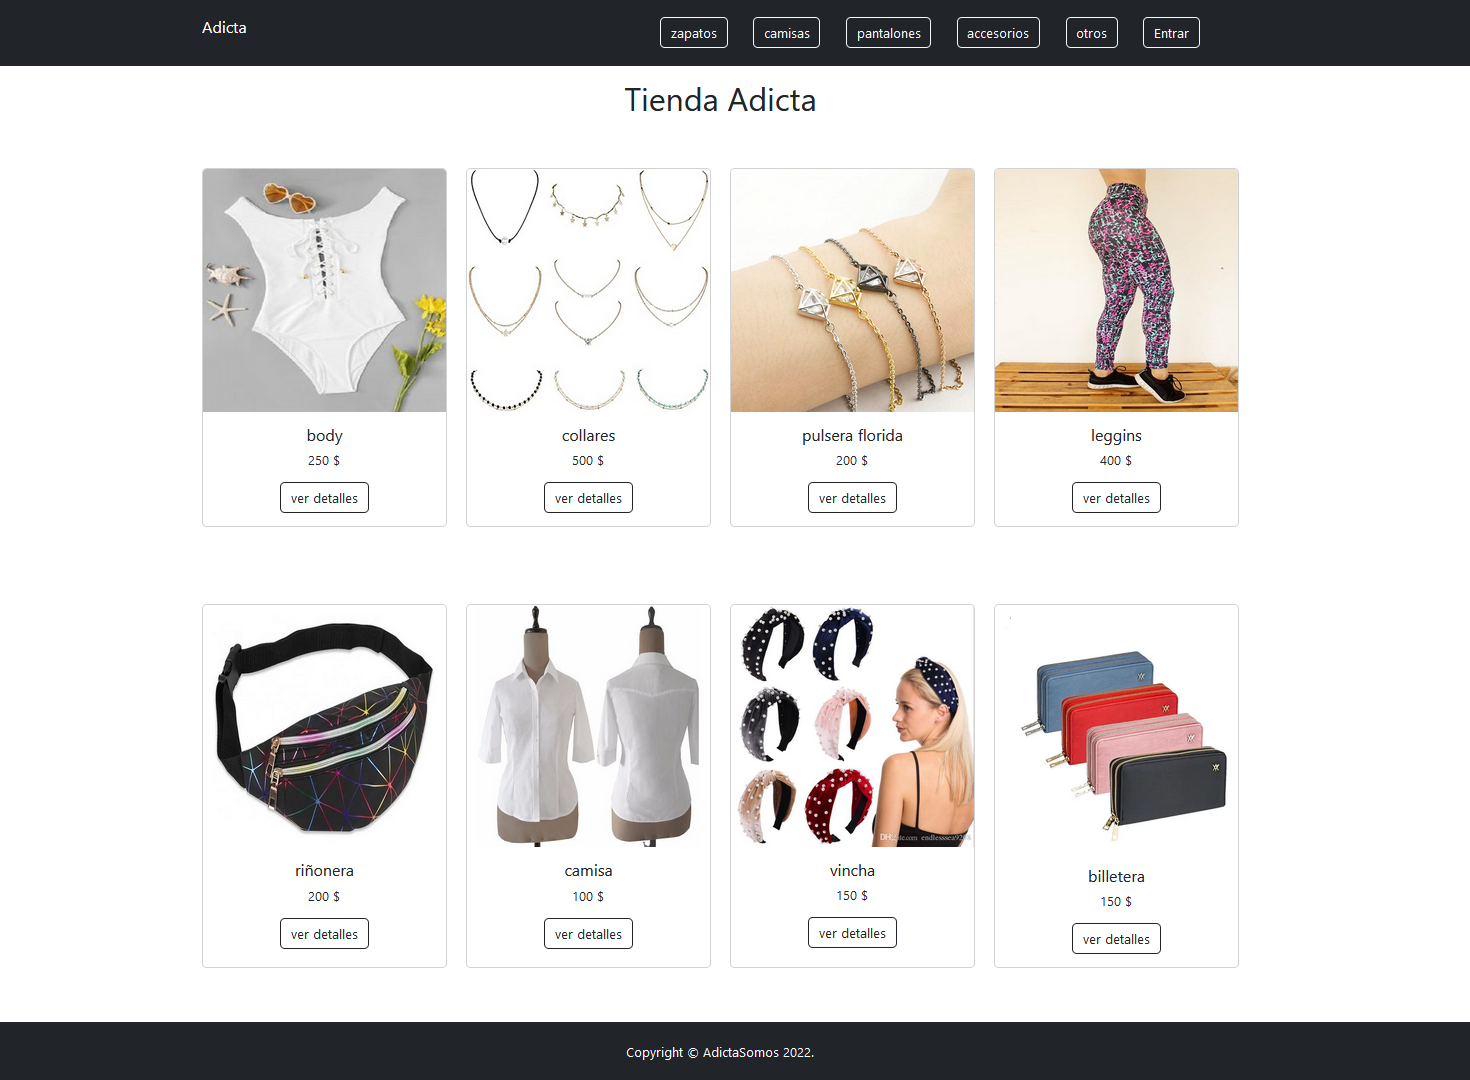 Adicta
zapatos
camisas
pantalones
accesorios
otros
Entrar
Tienda Adicta
body
250 $
ver detalles
collares
500 $
ver detalles
pulsera florida
200 $
ver detalles
leggins
400 $
ver detalles
riñonera
200 $
ver detalles
camisa
100 $
ver detalles
vincha
150 $
ver detalles
billetera
150 $
ver detalles
Copyright © AdictaSomos 2022.